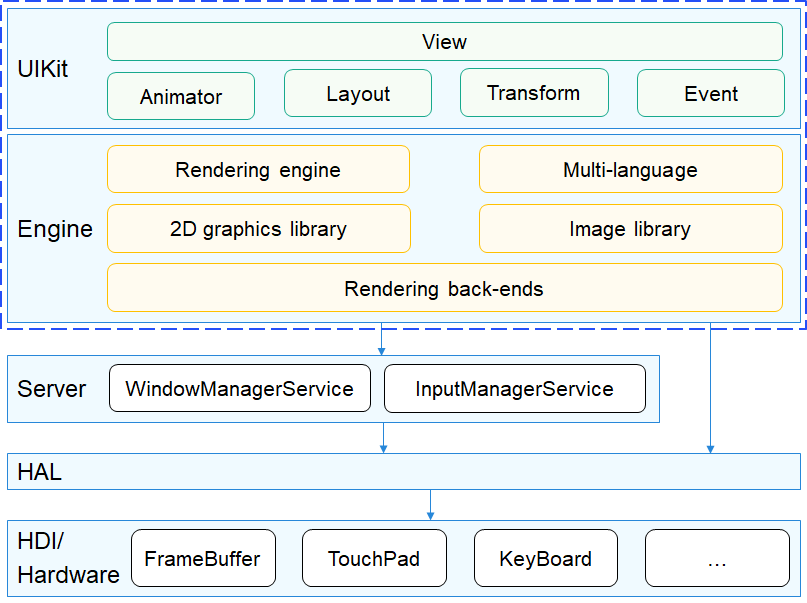 View
UIKit
Animator
Layout
Transform
Event
Rendering engine
Multi-language
Engine
2D graphics library
Image library
Rendering back-ends
Server
WindowManagerService
InputManagerService
HAL
HDI/
Hardware
FrameBuffer
TouchPad
KeyBoard
...